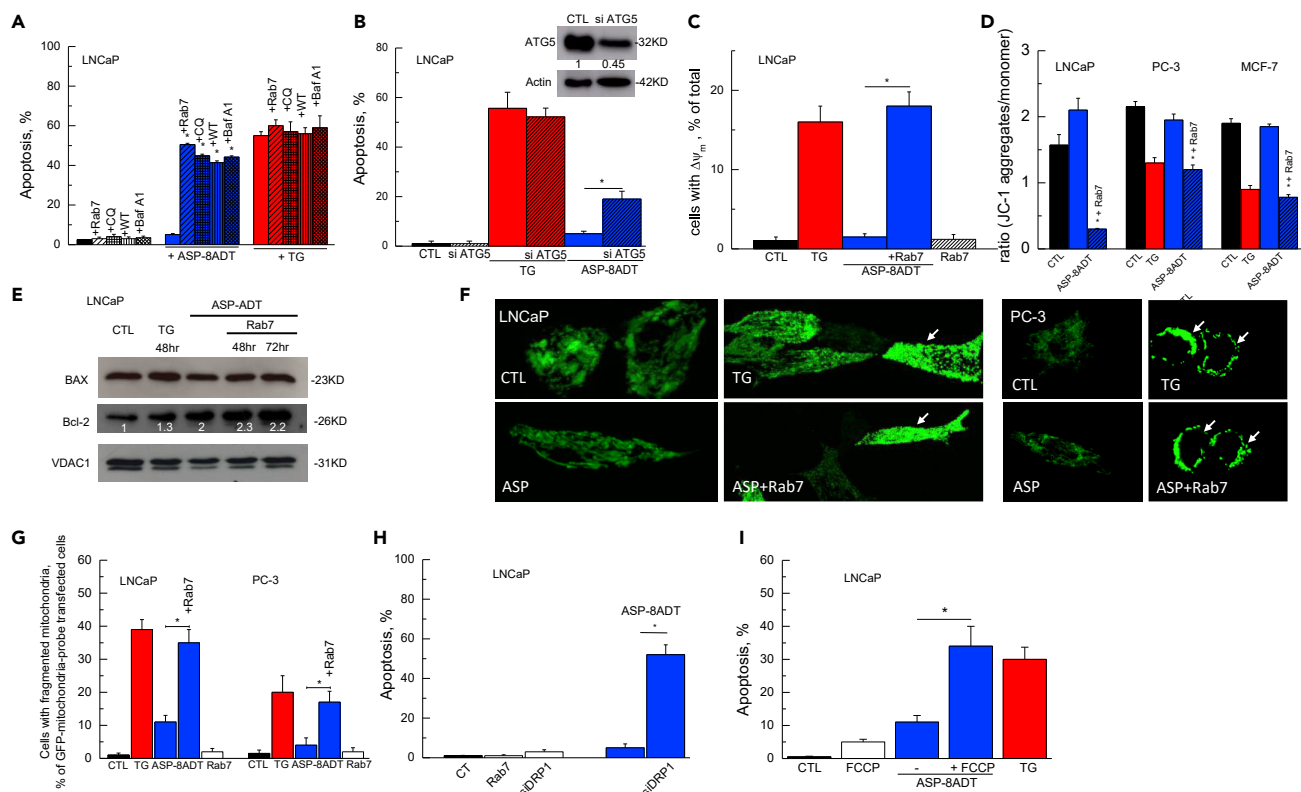 A
LNCaP
Apoptosis, %
100
80
60
40
20
0
+Rab7
+CQ
+WT
+Baf A1
+Rab7
* +CQ
* +WT
* +Baf A1
*
+Rab7
+CQ
+WT
+Baf A1
+ ASP-8ADT
+ TG
B
LNCaP
CTL si ATG5
ATG5
-32KD
1 0.45
Actin
-42KD
Apoptosis, %
80
60
40
20
0
*
CTL si ATG5 si ATG5 si ATG5
TG ASP-8ADT
C
LNCaP
cells with Δψm , % of total
20
10
0
*
CTL TG +Rab7 Rab7
ASP-8ADT
D
LNCaP PC-3 MCF-7
ratio (JC-1 aggregates/monomer)
3
2
1
0
* + Rab7
* + Rab7
* + Rab7
CTL
ASP-8ADT
CTL
TG
ASP-8ADT
CTL
TG
ASP-8ADT
E
LNCaP
ASP-ADT
CTL TG Rab7
48hr 48hr 72hr
BAX -23KD
Bcl-2 1 1.3 2 2.3 2.2 -26KD
VDAC1 -31KD
F
LNCaP
CTL
TG
ASP
ASP+Rab7
PC-3
CTL
TG
ASP
ASP+Rab7
G
LNCaP PC-3
Cells with fragmented mitochondria,
% of GFP-mitochondria-probe transfected cells
60
50
40
30
20
10
0
*
+Rab7
*
+Rab7
CTL TG ASP-8ADT Rab7 CTL TG ASP-8ADT Rab7
H
LNCaP
Apoptosis, %
100
80
60
40
20
0
ASP-8ADT
*
CT
Rab7
siDRP1
siDRP1
I
LNCaP
Apoptosis, %
60
50
40
30
20
10
0
*
CTL FCCP - + FCCP TG
ASP-8ADT